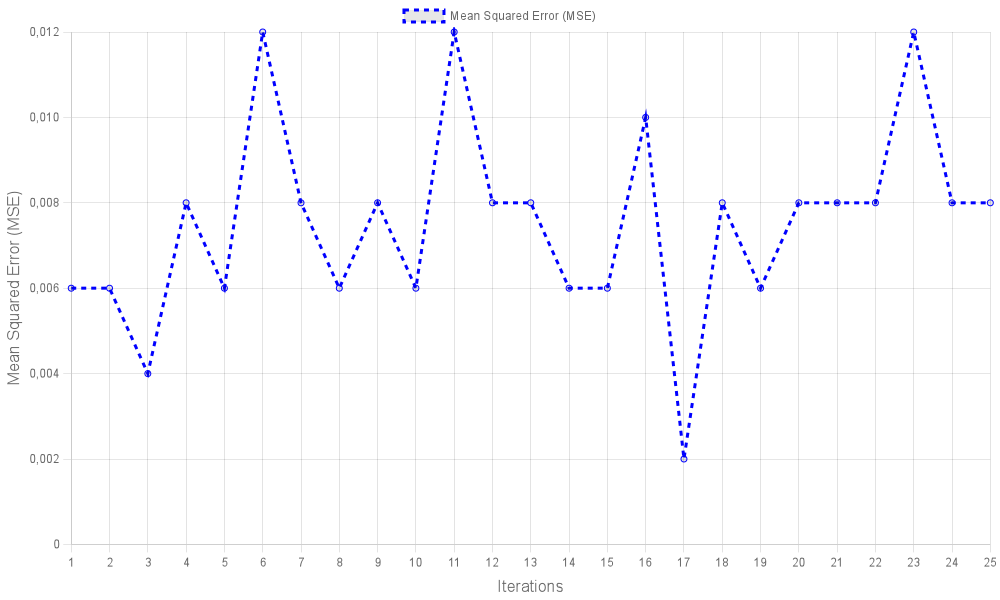 Mean Squared Error (MSE)
0,012
0,010
0,008
0,006
0,004
0,002
0
Mean Squared Error (MSE)
1 2 3 4 5 6 7 8 9 10 11 12 13 14 15 16 17 18 19 20 21 22 23 24 25
Iterations